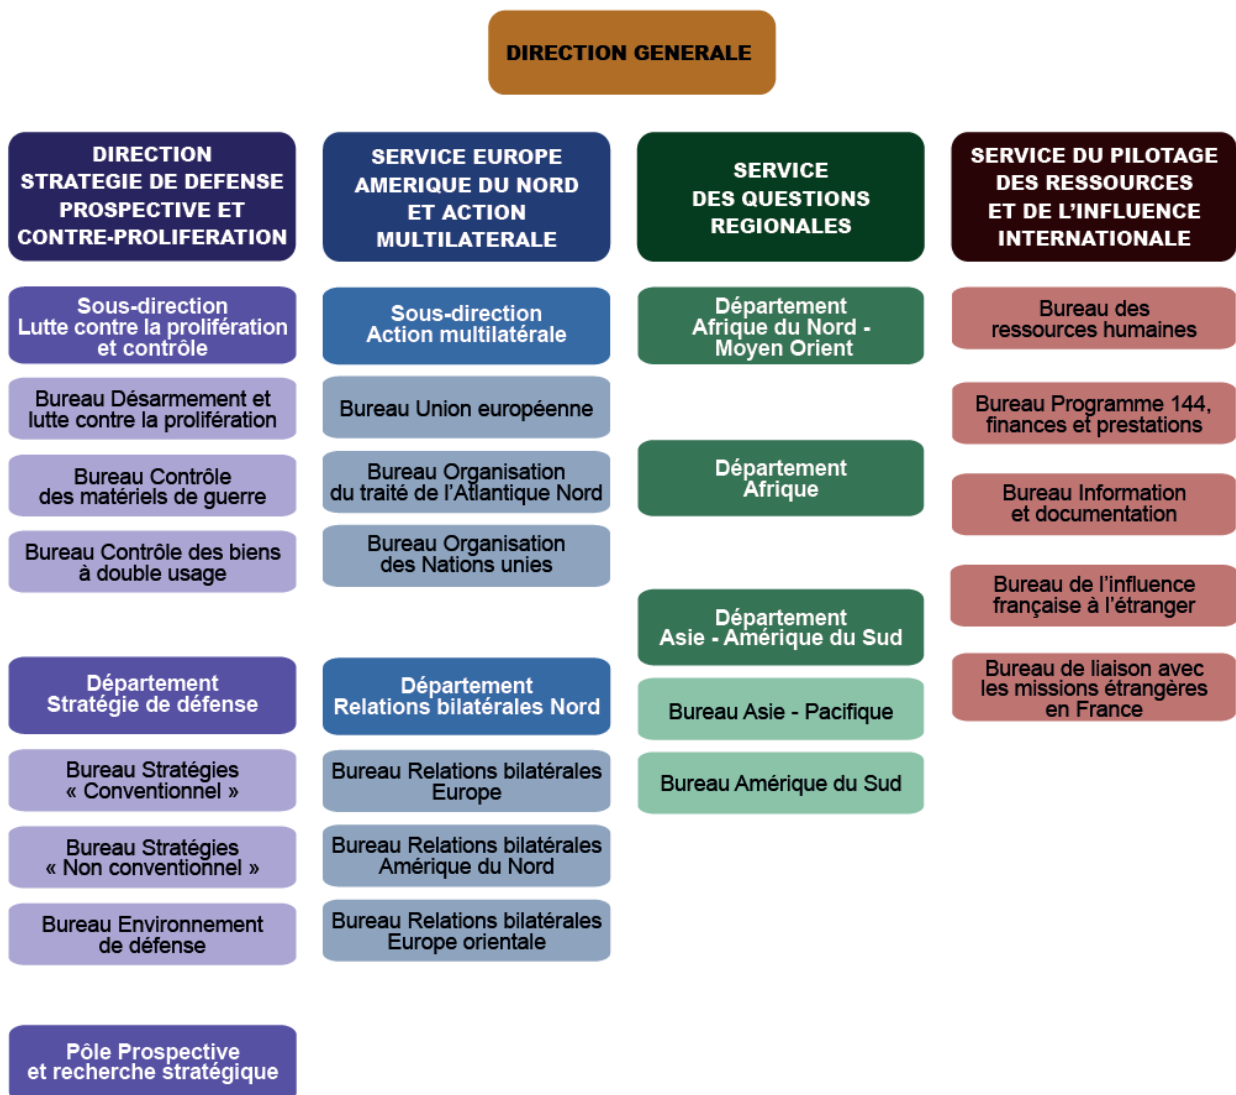 DIRECTION GENERALE
DIRECTION
STRATEGIE DE DEFENSE
PROSPECTIVE ET
CONTRE-PROLIFERATION
Sous-direction
Lutte contre la prolifération
et contrôle
Bureau Désarmement et
lutte contre la prolifération
Bureau Contrôle
des matériels de guerre
Bureau Contrôle des biens
à double usage
Département
Stratégie de défense
Bureau Stratégies
« Conventionnel »
Bureau Stratégies
« Non conventionnel »
Bureau Environnement
de défense
Pôle Prospective
et recherche stratégique
SERVICE EUROPE
AMERIQUE DU NORD
ET ACTION
MULTILATERALE
Sous-direction
Action multilatérale
Bureau Union européenne
Bureau Organisation
du traité de l'Atlantique Nord
Bureau Organisation
des Nations unies
Département
Relations bilatérales Nord
Bureau Relations bilatérales
Europe
Bureau Relations bilatérales
Amérique du Nord
Bureau Relations bilatérales
Europe orientale
SERVICE
DES QUESTIONS
REGIONALES
Département
Afrique du Nord -
Moyen Orient
Département
Afrique
Département
Asie - Amérique du Sud
Bureau Asie - Pacifique
Bureau Amérique du Sud
SERVICE DU PILOTAGE
DES RESSOURCES
ET DE L'INFLUENCE
INTERNATIONALE
Bureau des
ressources humaines
Bureau Programme 144,
finances et prestations
Bureau Information
et documentation
Bureau de l'influence
française à l'étranger
Bureau de liaison avec
les missions étrangères
en France